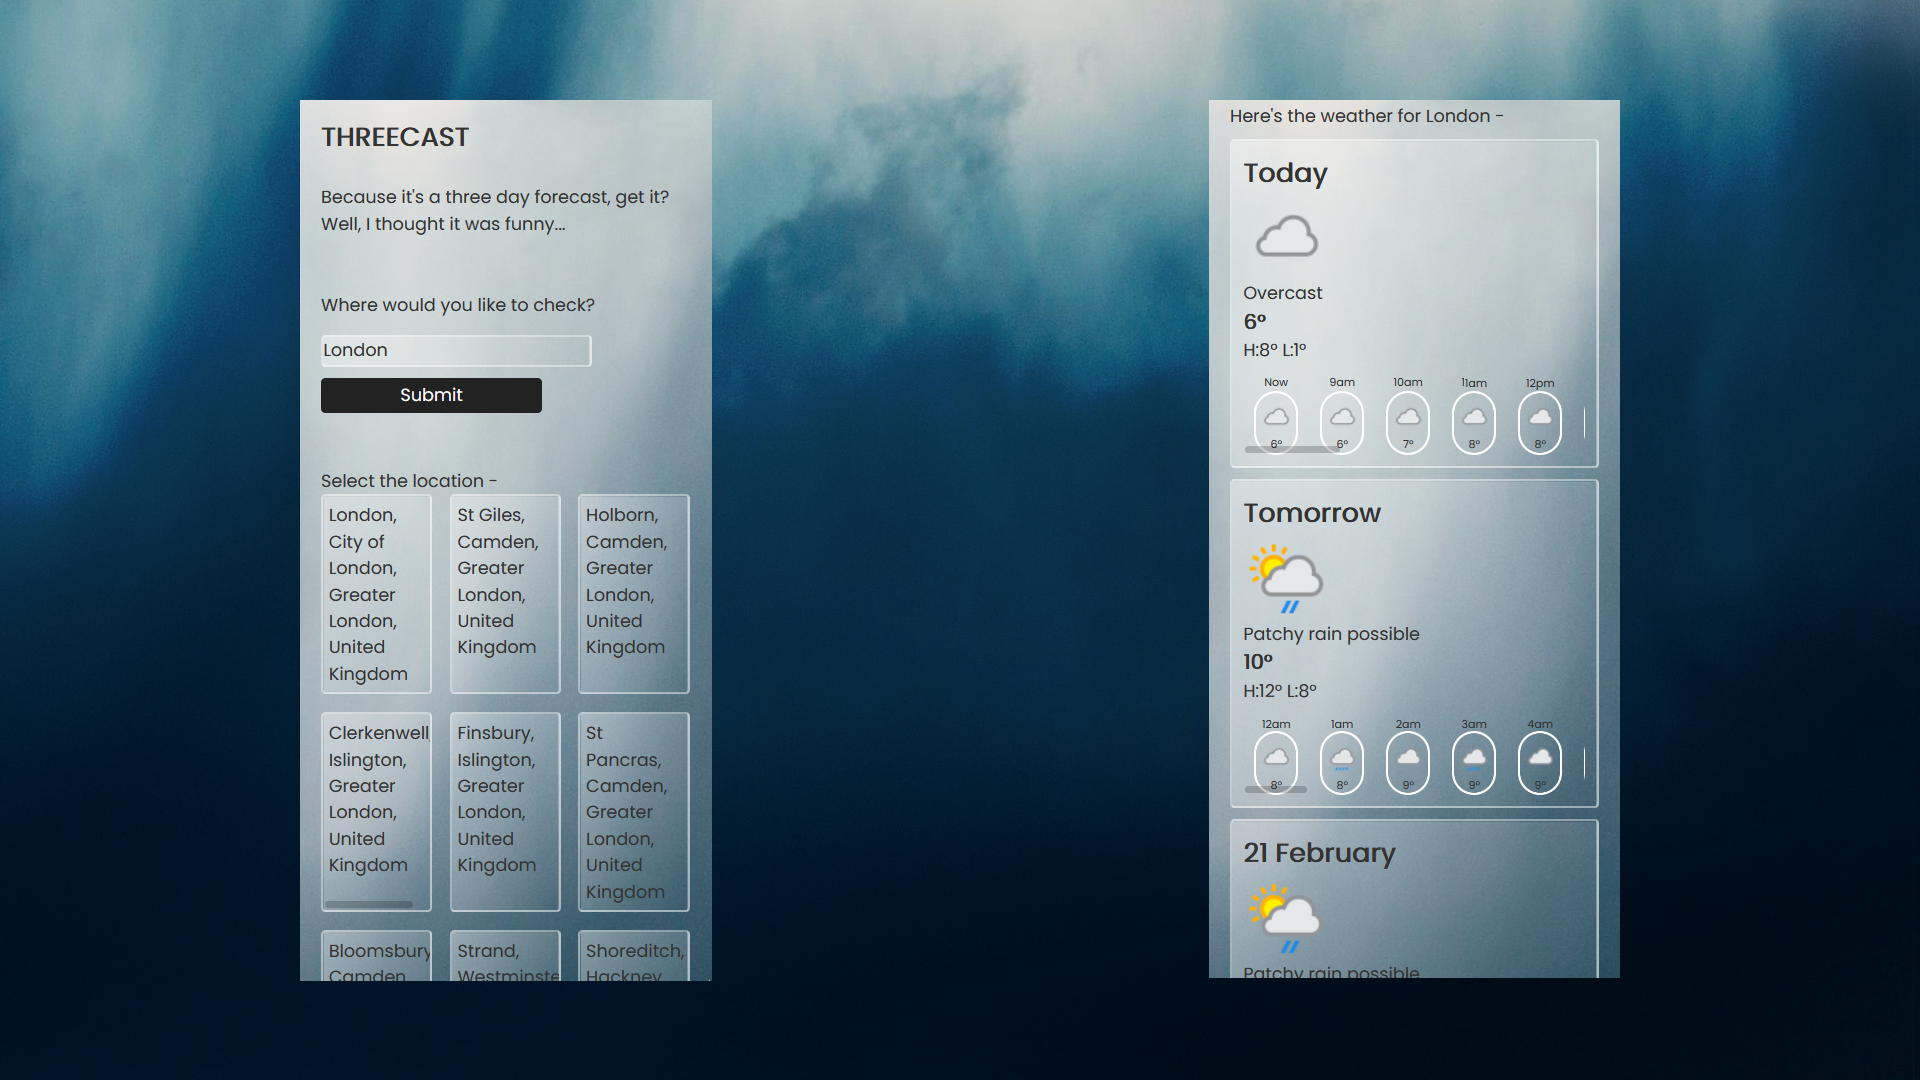 THREECAST
Because it's a three day forecast, get it?
Well, I thought it was funny...
Where would you like to check?
London
Submit
Select the location -
London,
City of
London,
Greater
London,
United
Kingdom
St Giles,
Camden,
Greater
London,
United
Kingdom
Holborn,
Camden,
Greater
London,
United
Kingdom
Clerkenwell,
Islington,
Greater
London,
United
Kingdom
Finsbury,
Islington,
Greater
London,
United
Kingdom
St
Pancras,
Camden,
Greater
London,
United
Kingdom
Bloomsbury
Camden
Strand,
Westminste
Shoreditch,
Hackney
Here's the weather for London -
Today
Overcast
6°
H:8° L:1°
Now 9am 10am 11am 12pm
6° 6° 7° 8° 8°
Tomorrow
Patchy rain possible
10°
H:12° L:8°
12am 1am 2am 3am 4am
8° 8° 9° 9° 9°
21 February
Patchy rain possible